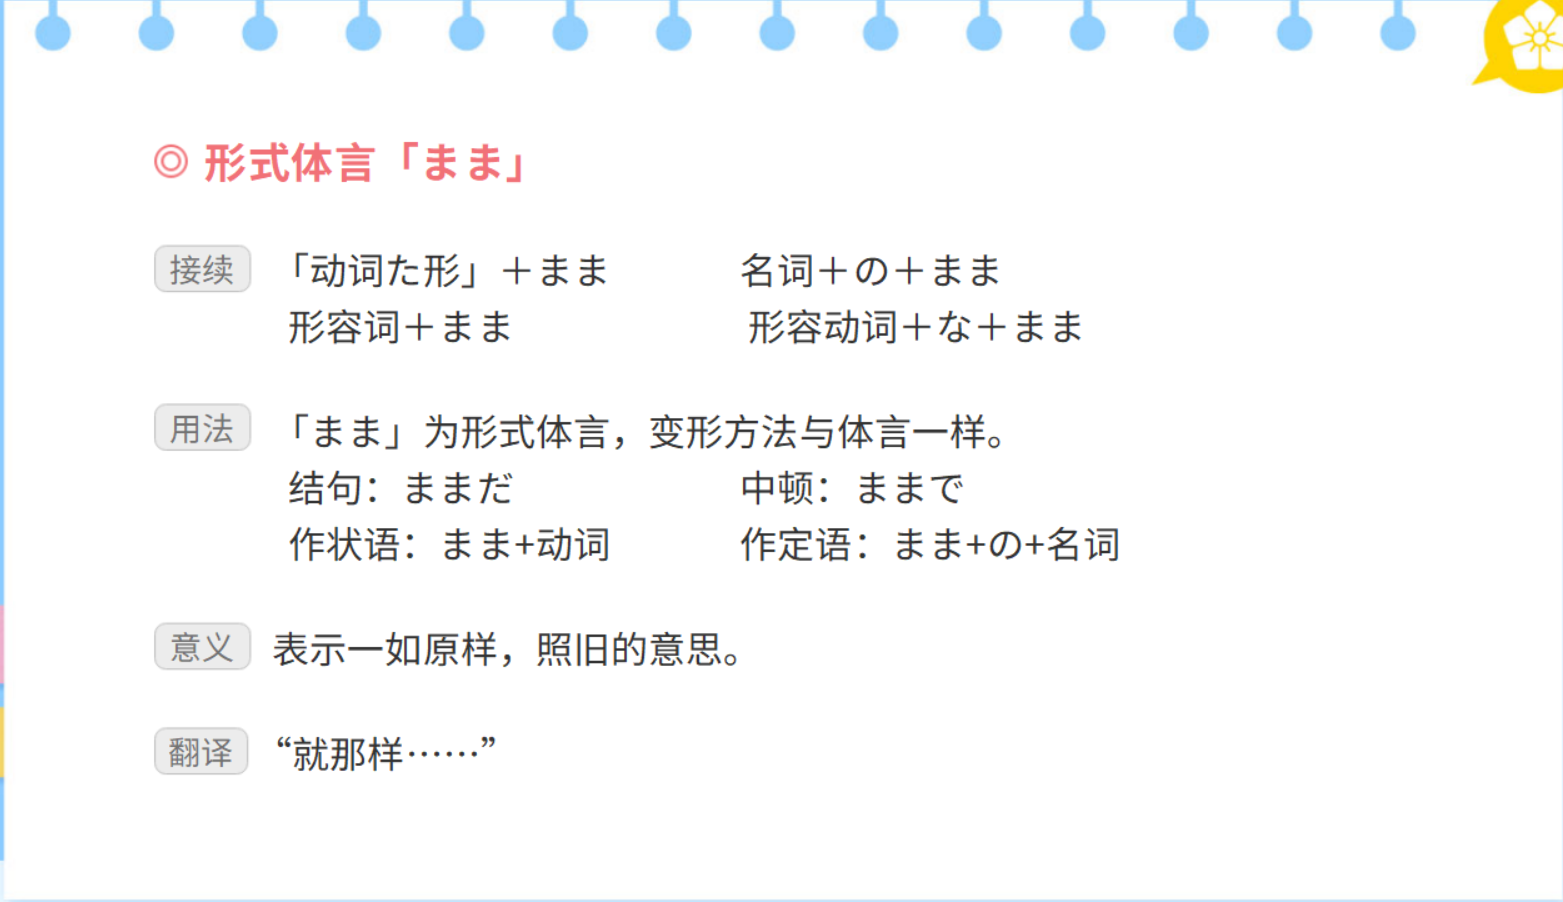 ◎ 形式体言「まま」
接续 「动词た形」＋まま 名词＋の＋まま
形容词＋まま 形容动词＋な＋まま
用法 「まま」为形式体言，变形方法与体言一样。
结句：ままだ 中顿：ままで
作状语：まま+动词 作定语：まま+の+名词
意义 表示一如原样，照旧的意思。
翻译 “就那样……”